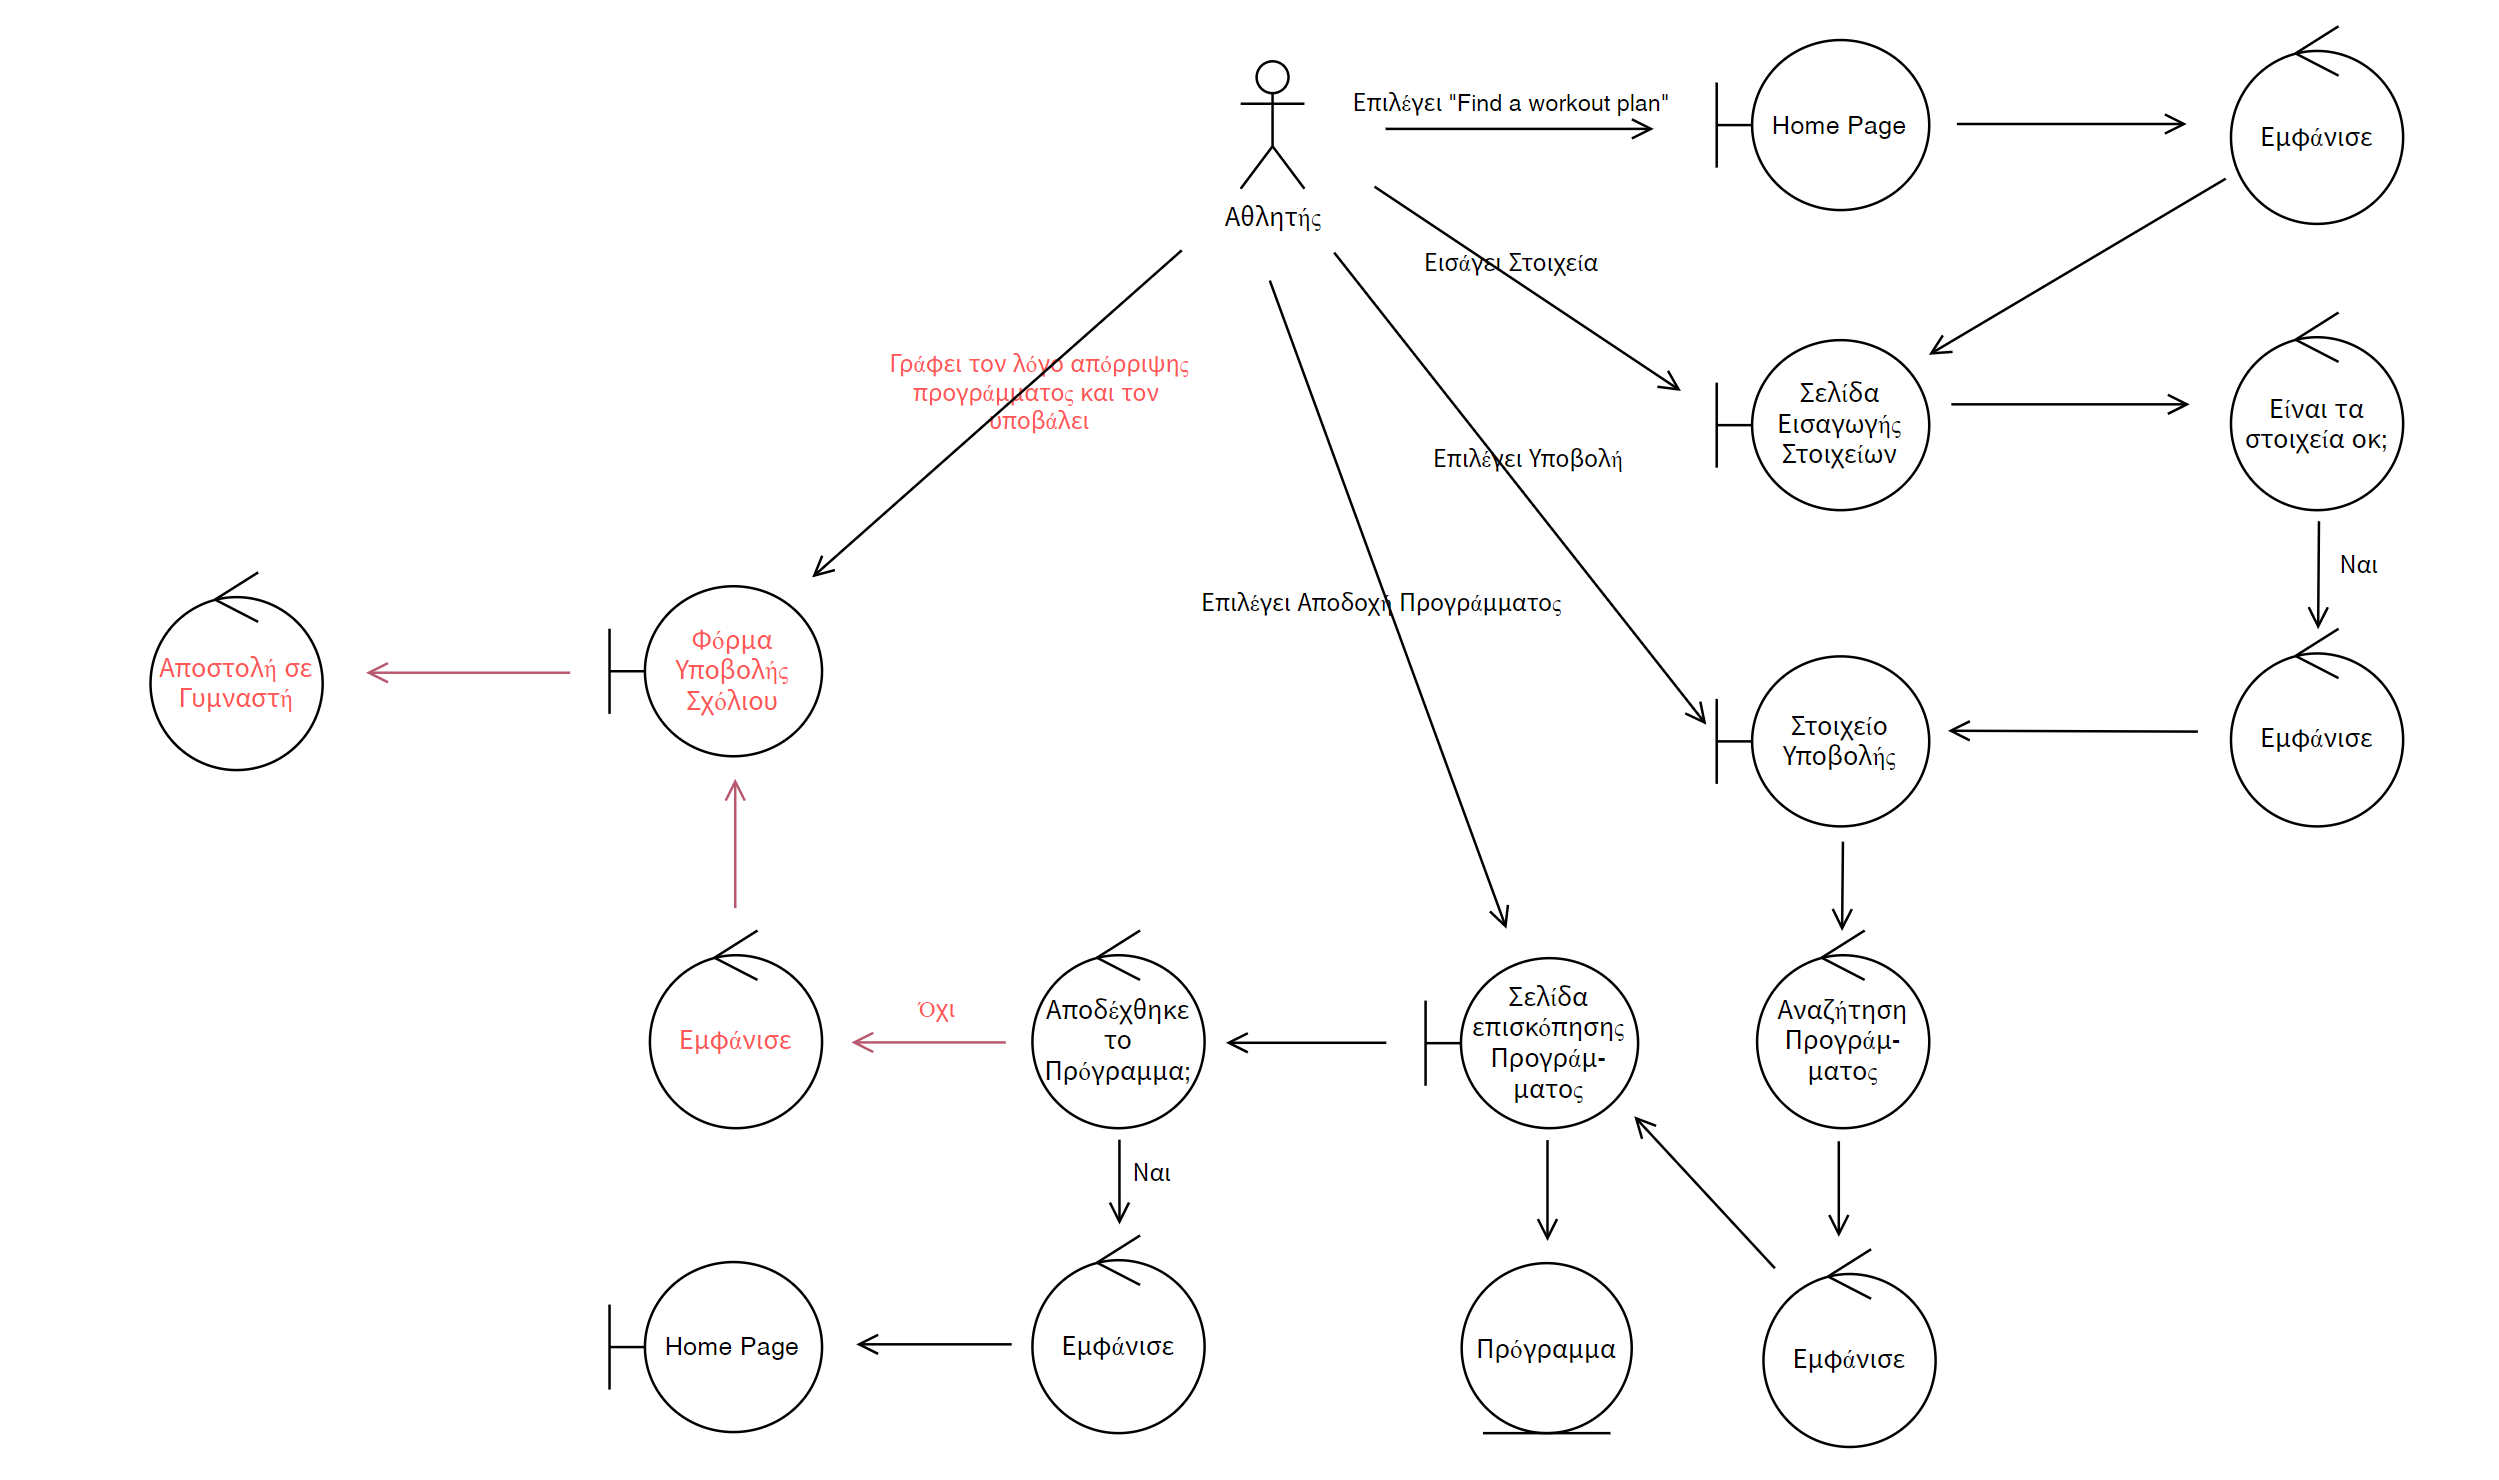 Επιλέγει "Find a workout plan"
Home Page
Εμφάνισε
Αθλητής
Εισάγει Στοιχεία
Γράφει τον λόγο απόρριψης
προγράμματος και τον
υποβάλει
Σελίδα
Εισαγωγής
Στοιχείων
Είναι τα
στοιχεία οκ;
Επιλέγει Υποβολή
Ναι
Επιλέγει Αποδοχή Προγράμματος
Αποστολή σε
Γυμναστή
Φόρμα
Υποβολής
Σχόλιου
Στοιχείο
Υποβολής
Εμφάνισε
Εμφάνισε
Όχι
Αποδέχθηκε
το
Πρόγραμμα;
Σελίδα
επισκόπησης
Προγράμ-
ματος
Αναζήτηση
Προγράμ-
ματος
Ναι
Home Page
Εμφάνισε
Πρόγραμμα
Εμφάνισε